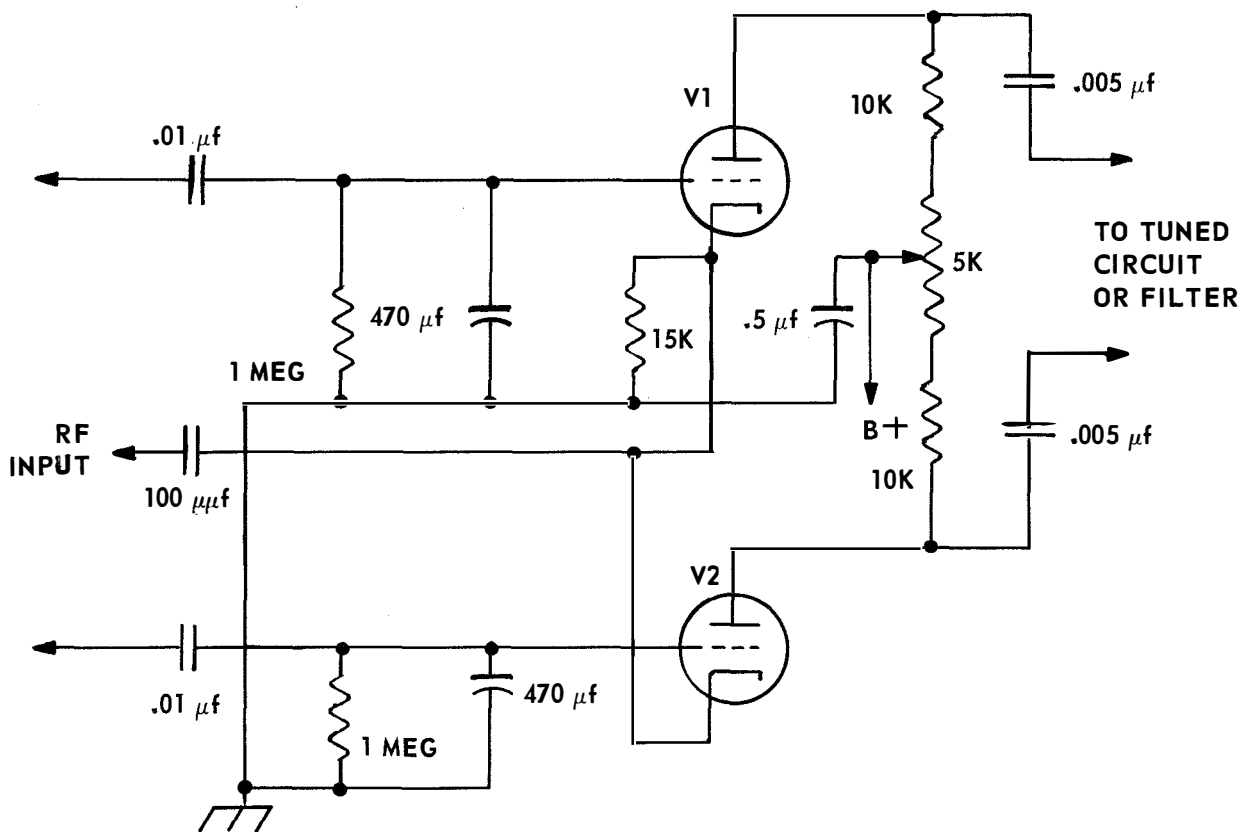 V1
10K
.005 μf
.01 μf
TO TUNED
CIRCUIT
OR FILTER
5K
470 μf
15K
.5 μf
1 MEG
B+
RF
INPUT
.005 μf
10K
100 μμf
V2
.01 μf
470 μf
1 MEG